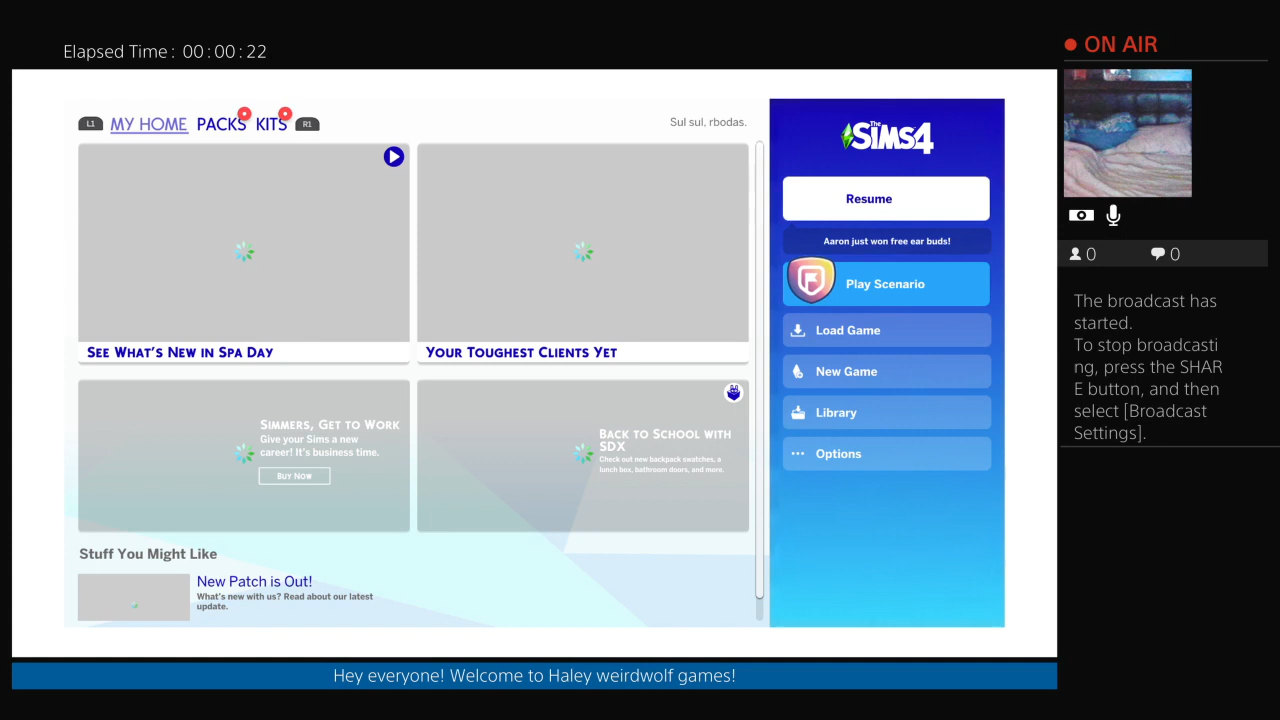 Elapsed Time : 00:00:22
ON AIR
L1 MY HOME PACKS KITS R1
Sul sul, rbodas.
SEE WHAT'S NEW IN SPA DAY
YOUR TOUGHEST CLIENTS YET
SIMMERS, GET TO WORK
Give your Sims a new
career! It's business time.
BUY NOW
BACK TO SCHOOL WITH
SDX
Check out new backpack swatches, a
lunch box, bathroom doors, and more.
Stuff You Might Like
New Patch is Out!
What's new with us? Read about our latest
update.
The SIMS 4
Resume
Aaron just won free ear buds!
Play Scenario
Load Game
New Game
Library
Options
0 0
The broadcast has
started.
To stop broadcasti
ng, press the SHAR
E button, and then
select [Broadcast
Settings].
Hey everyone! Welcome to Haley weirdwolf games!